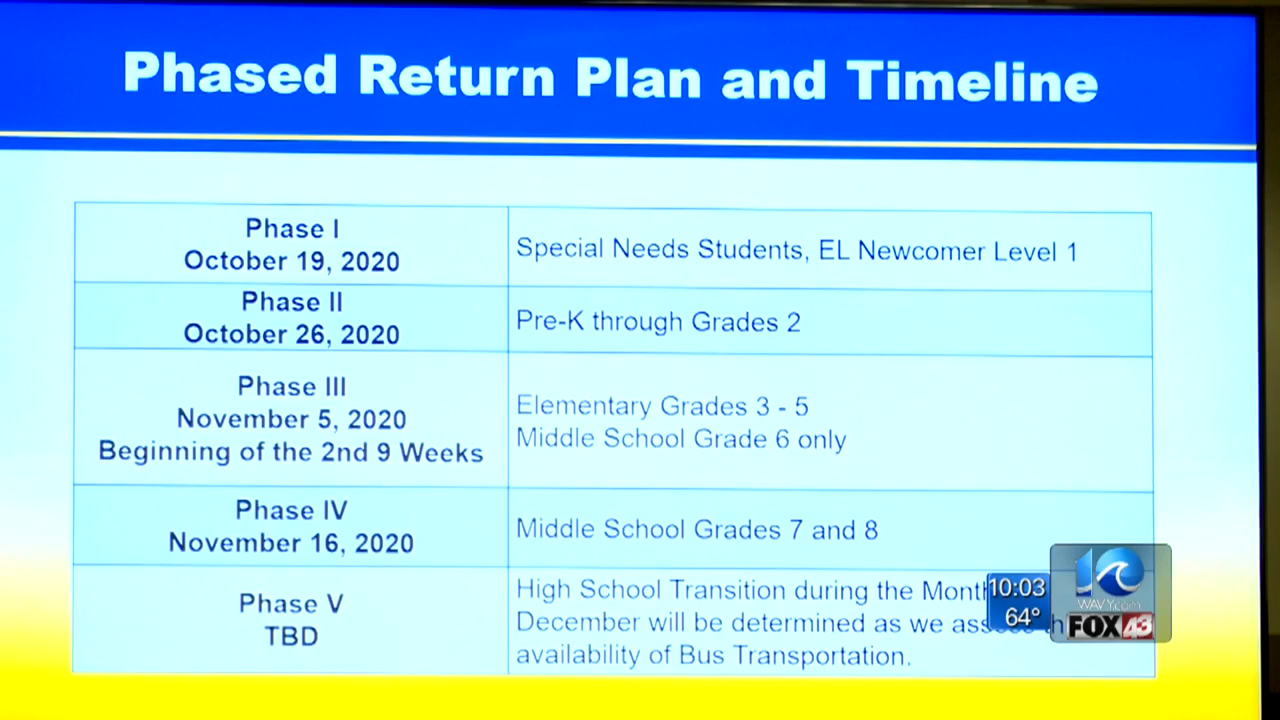 Phased Return Plan and Timeline
Phase I
October 19, 2020
Special Needs Students, EL Newcomer Level 1
Phase II
October 26, 2020
Pre-K through Grades 2
Phase III
November 5, 2020
Beginning of the 2nd 9 Weeks
Elementary Grades 3 - 5
Middle School Grade 6 only
Phase IV
November 16, 2020
Middle School Grades 7 and 8
Phase V
TBD
High School Transition during the Month
December will be determined as we
availability of Bus Transportation.
10:03
64°
10
WAVY.com
FOX 43